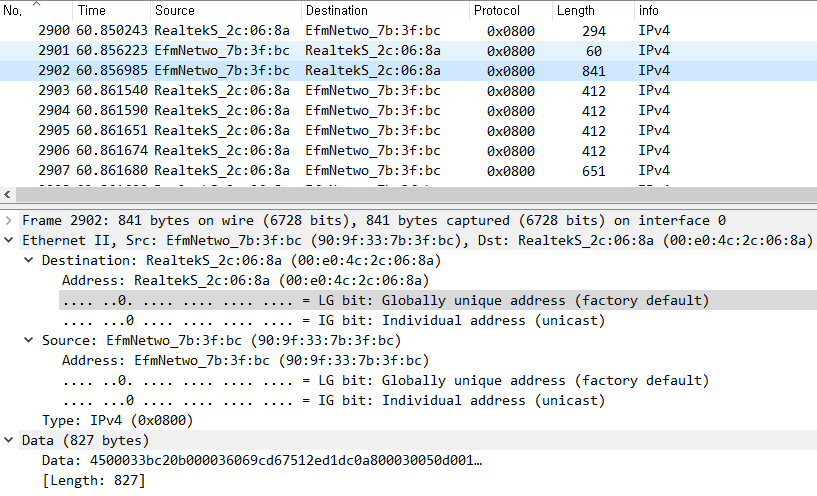 No. Time Source Destination Protocol Length info
2900 60.850243 RealtekS_2c:06:8a EfmNetwo_7b:3f:bc 0x0800 294 IPv4
2901 60.856223 EfmNetwo_7b:3f:bc RealtekS_2c:06:8a 0x0800 60 IPv4
2902 60.856985 EfmNetwo_7b:3f:bc RealtekS_2c:06:8a 0x0800 841 IPv4
2903 60.861540 RealtekS_2c:06:8a EfmNetwo_7b:3f:bc 0x0800 412 IPv4
2904 60.861590 RealtekS_2c:06:8a EfmNetwo_7b:3f:bc 0x0800 412 IPv4
2905 60.861651 RealtekS_2c:06:8a EfmNetwo_7b:3f:bc 0x0800 412 IPv4
2906 60.861674 RealtekS_2c:06:8a EfmNetwo_7b:3f:bc 0x0800 412 IPv4
2907 60.861680 RealtekS_2c:06:8a EfmNetwo_7b:3f:bc 0x0800 651 IPv4
Frame 2902: 841 bytes on wire (6728 bits), 841 bytes captured (6728 bits) on interface 0
Ethernet II, Src: EfmNetwo_7b:3f:bc (90:9f:33:7b:3f:bc), Dst: RealtekS_2c:06:8a (00:e0:4c:2c:06:8a)
Destination: RealtekS_2c:06:8a (00:e0:4c:2c:06:8a)
Address: RealtekS_2c:06:8a (00:e0:4c:2c:06:8a)
.... ..0. .... .... .... .... = LG bit: Globally unique address (factory default)
.... ...0 .... .... .... .... = IG bit: Individual address (unicast)
Source: EfmNetwo_7b:3f:bc (90:9f:33:7b:3f:bc)
Address: EfmNetwo_7b:3f:bc (90:9f:33:7b:3f:bc)
.... ..0. .... .... .... .... = LG bit: Globally unique address (factory default)
.... ...0 .... .... .... .... = IG bit: Individual address (unicast)
Type: IPv4 (0x0800)
Data (827 bytes)
Data: 4500033bc20b000036069cd67512ed1dc0a800030050d001…
[Length: 827]